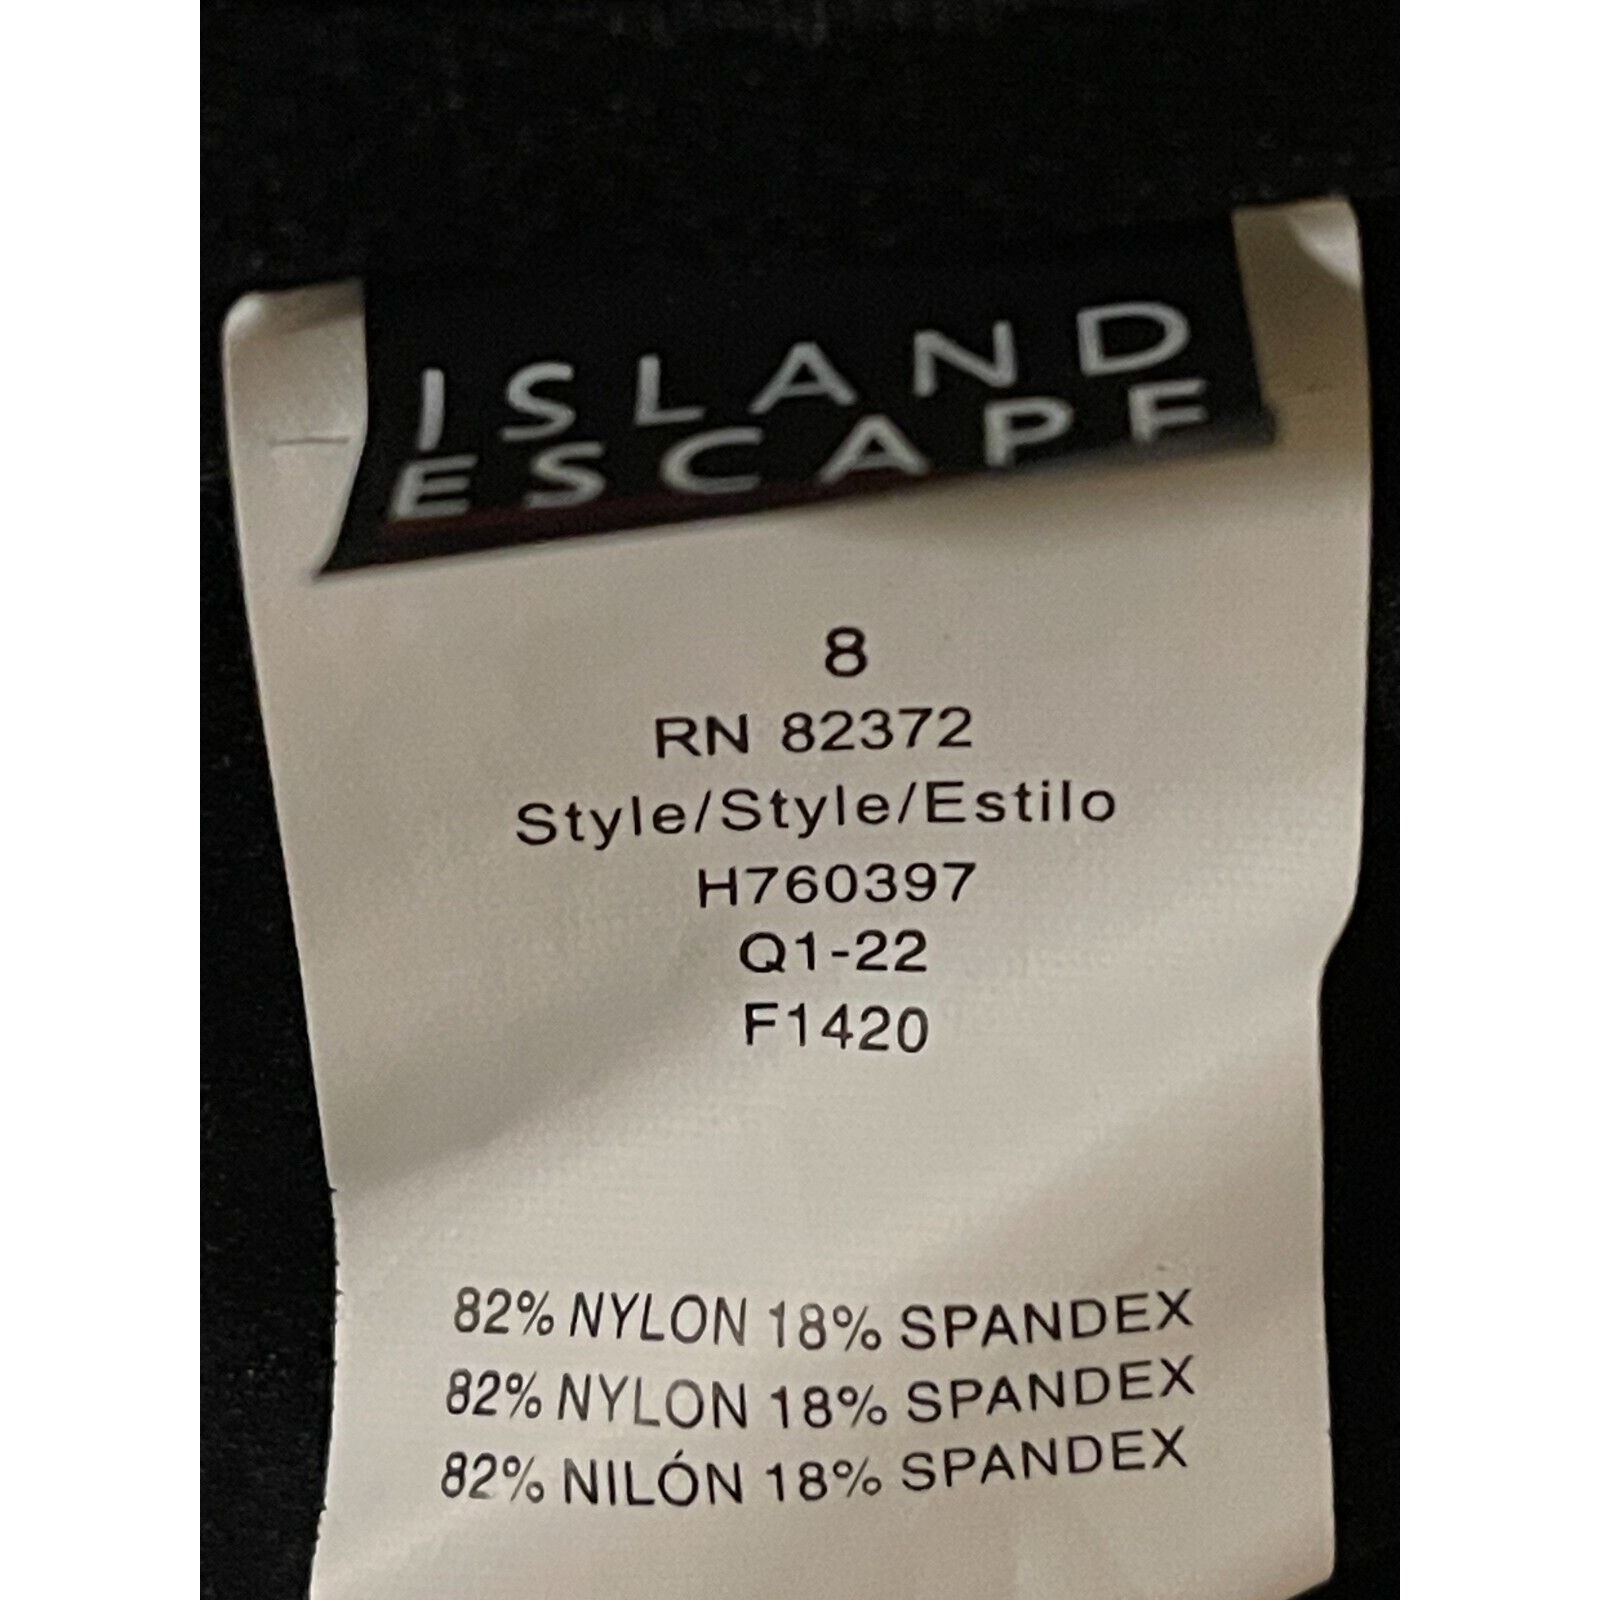 ISLAND
ESCAPE
8
RN 82372
Style/Style/Estilo
H760397
Q1-22
F1420
82% NYLON 18% SPANDEX
82% NYLON 18% SPANDEX
82% NILÓN 18% SPANDEX